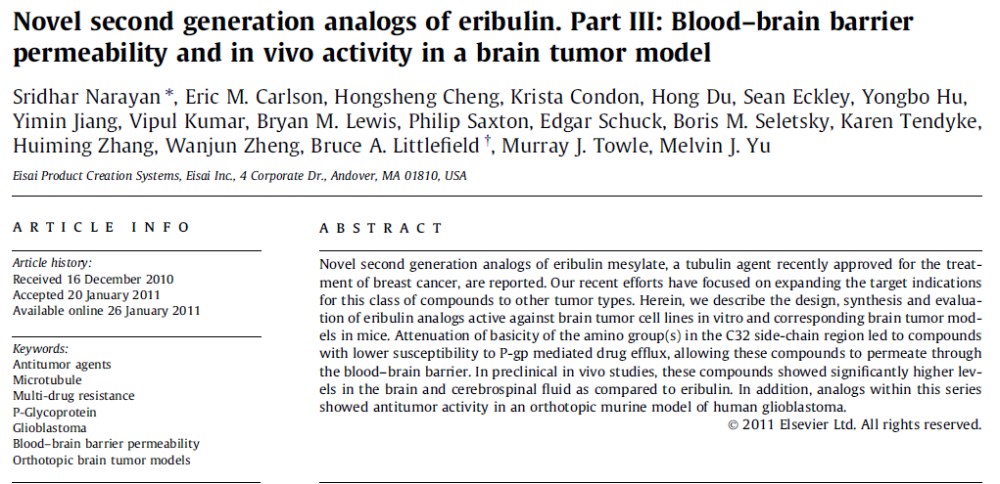 Novel second generation analogs of eribulin. Part III: Blood–brain barrier
permeability and in vivo activity in a brain tumor model
Sridhar Narayan *, Eric M. Carlson, Hongsheng Cheng, Krista Condon, Hong Du, Sean Eckley, Yongbo Hu,
Yimin Jiang, Vipul Kumar, Bryan M. Lewis, Philip Saxton, Edgar Schuck, Boris M. Seletsky, Karen Tendyke,
Huiming Zhang, Wanjun Zheng, Bruce A. Littlefield †, Murray J. Towle, Melvin J. Yu
Eisai Product Creation Systems, Eisai Inc., 4 Corporate Dr., Andover, MA 01810, USA
ARTICLE INFO
Article history:
Received 16 December 2010
Accepted 20 January 2011
Available online 26 January 2011
Keywords:
Antitumor agents
Microtubule
Multi-drug resistance
P-Glycoprotein
Glioblastoma
Blood–brain barrier permeability
Orthotopic brain tumor models
ABSTRACT
Novel second generation analogs of eribulin mesylate, a tubulin agent recently approved for the treat-
ment of breast cancer, are reported. Our recent efforts have focused on expanding the target indications
for this class of compounds to other tumor types. Herein, we describe the design, synthesis and evalua-
tion of eribulin analogs active against brain tumor cell lines in vitro and corresponding brain tumor mod-
els in mice. Attenuation of basicity of the amino group(s) in the C32 side-chain region led to compounds
with lower susceptibility to P-gp mediated drug efflux, allowing these compounds to permeate through
the blood–brain barrier. In preclinical in vivo studies, these compounds showed significantly higher lev-
els in the brain and cerebrospinal fluid as compared to eribulin. In addition, analogs within this series
showed antitumor activity in an orthotopic murine model of human glioblastoma.
© 2011 Elsevier Ltd. All rights reserved.